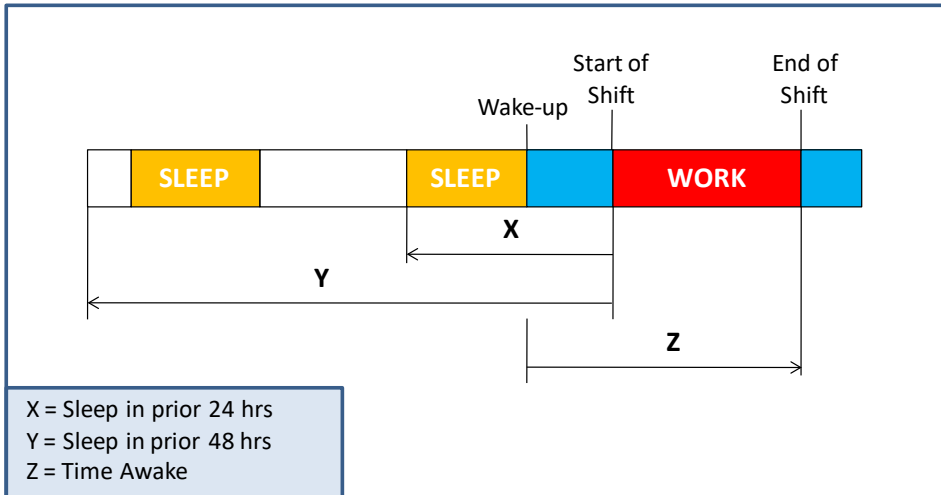 Start of
Shift
End of
Shift
Wake-up
SLEEP
SLEEP
WORK
X
Y
Z
X = Sleep in prior 24 hrs
Y = Sleep in prior 48 hrs
Z = Time Awake